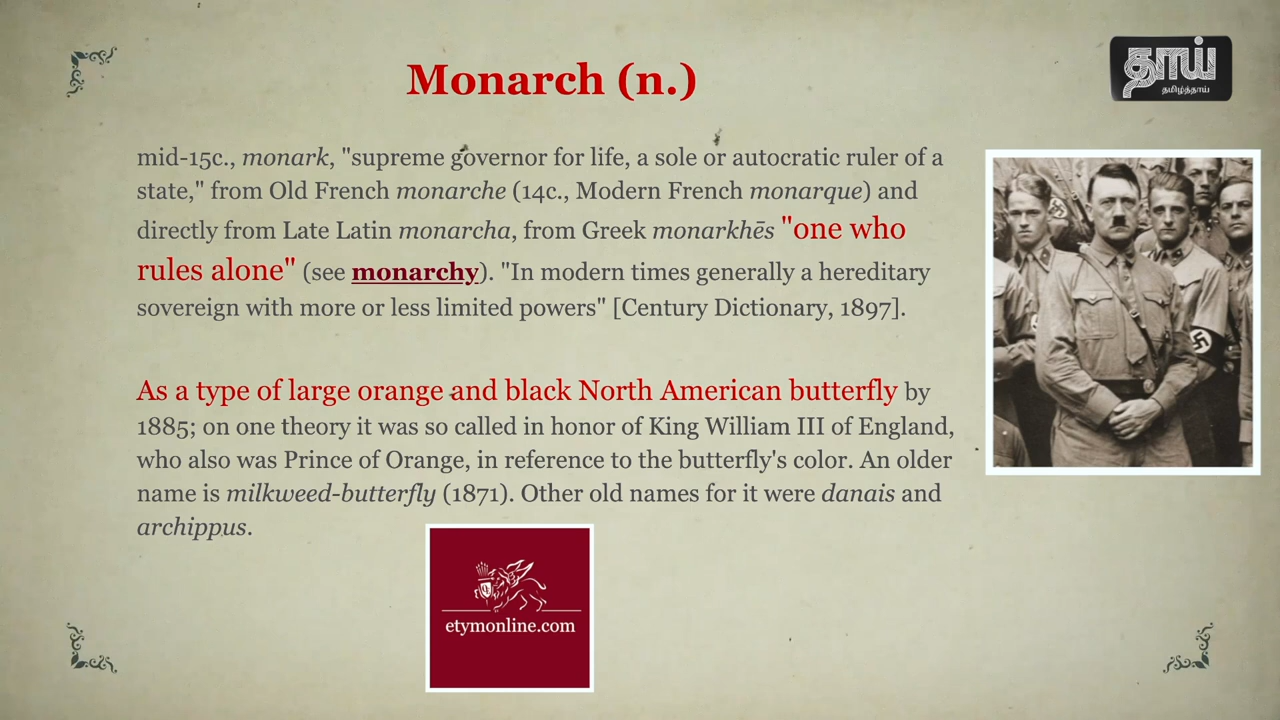 Monarch (n.)
தாய்
தமிழ்த்தாய்
mid-15c., monark, "supreme governor for life, a sole or autocratic ruler of a
state," from Old French monarche (14c., Modern French monarque) and
directly from Late Latin monarcha, from Greek monarkhēs "one who
rules alone" (see monarchy). "In modern times generally a hereditary
sovereign with more or less limited powers" [Century Dictionary, 1897].
As a type of large orange and black North American butterfly by
1885; on one theory it was so called in honor of King William III of England,
who also was Prince of Orange, in reference to the butterfly's color. An older
name is milkweed-butterfly (1871). Other old names for it were danais and
archippus.
etymonline.com